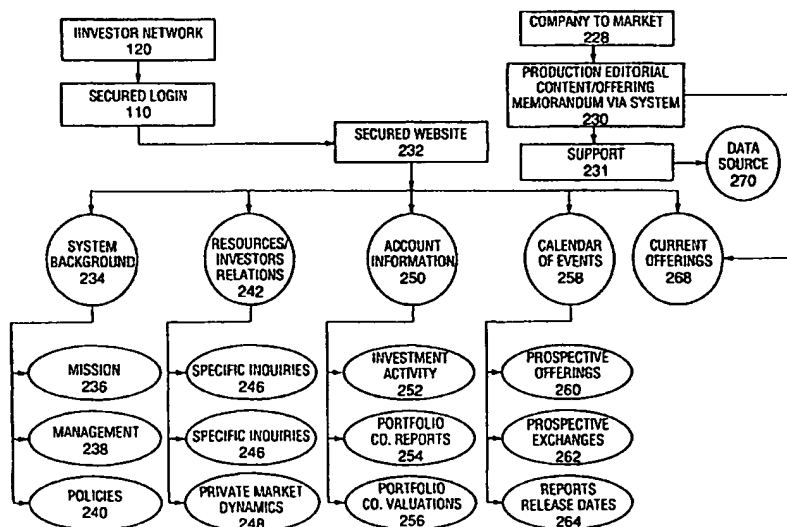 IINVESTOR NETWORK
120
SECURED LOGIN
110
COMPANY TO MARKET
228
PRODUCTION EDITORIAL
CONTENT/OFFERING
MEMORANDUM VIA SYSTEM
230
SECURED WEBSITE
232
SUPPORT
231
DATA
SOURCE
270
SYSTEM
BACKGROUND
234
RESOURCES/
INVESTORS
RELATIONS
242
ACCOUNT
INFORMATION
250
CALENDAR
OF EVENTS
258
CURRENT
OFFERINGS
268
MISSION
236
SPECIFIC INQUIRIES
246
INVESTMENT
ACTIVITY
252
PROSPECTIVE
OFFERINGS
260
MANAGEMENT
238
SPECIFIC INQUIRIES
246
PORTFOLIO
CO. REPORTS
254
PROSPECTIVE
EXCHANGES
262
POLICIES
240
PRIVATE MARKET
DYNAMICS
248
PORTFOLIO
CO. VALUATIONS
256
REPORTS
RELEASE DATES
264